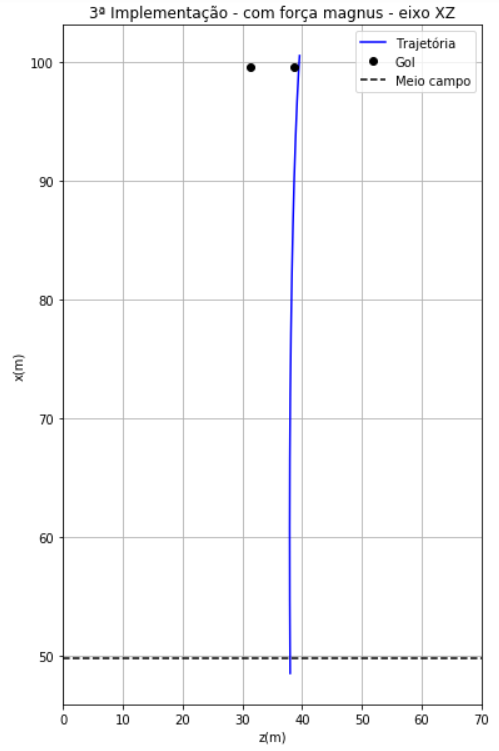 3ª Implementação - com força magnus - eixo XZ
Trajetória
Gol
Meio campo
100
90
80
70
60
50
x(m)
0 10 20 30 40 50 60 70
z(m)